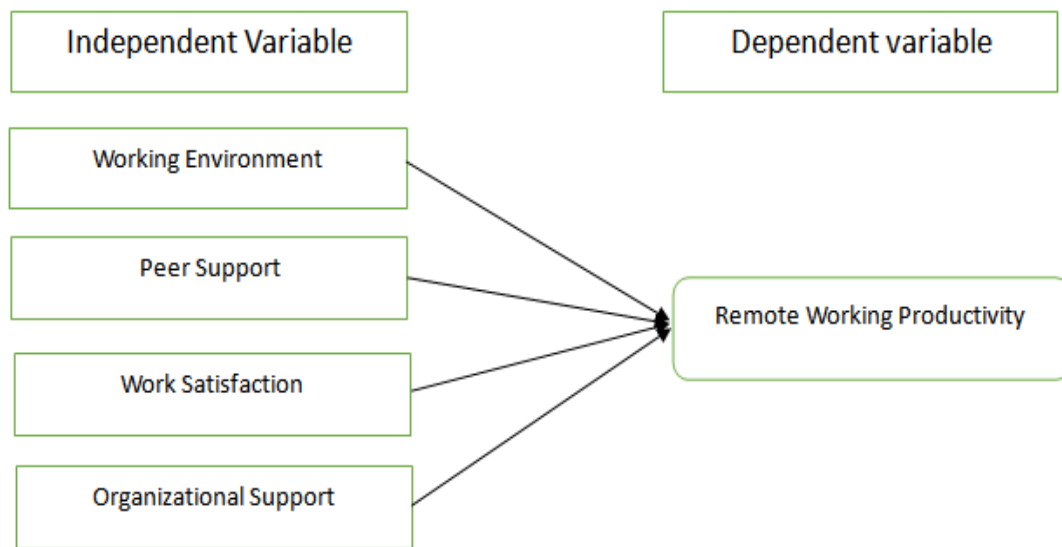 Independent Variable
Dependent variable
Working Environment
Peer Support
Remote Working Productivity
Work Satisfaction
Organizational Support